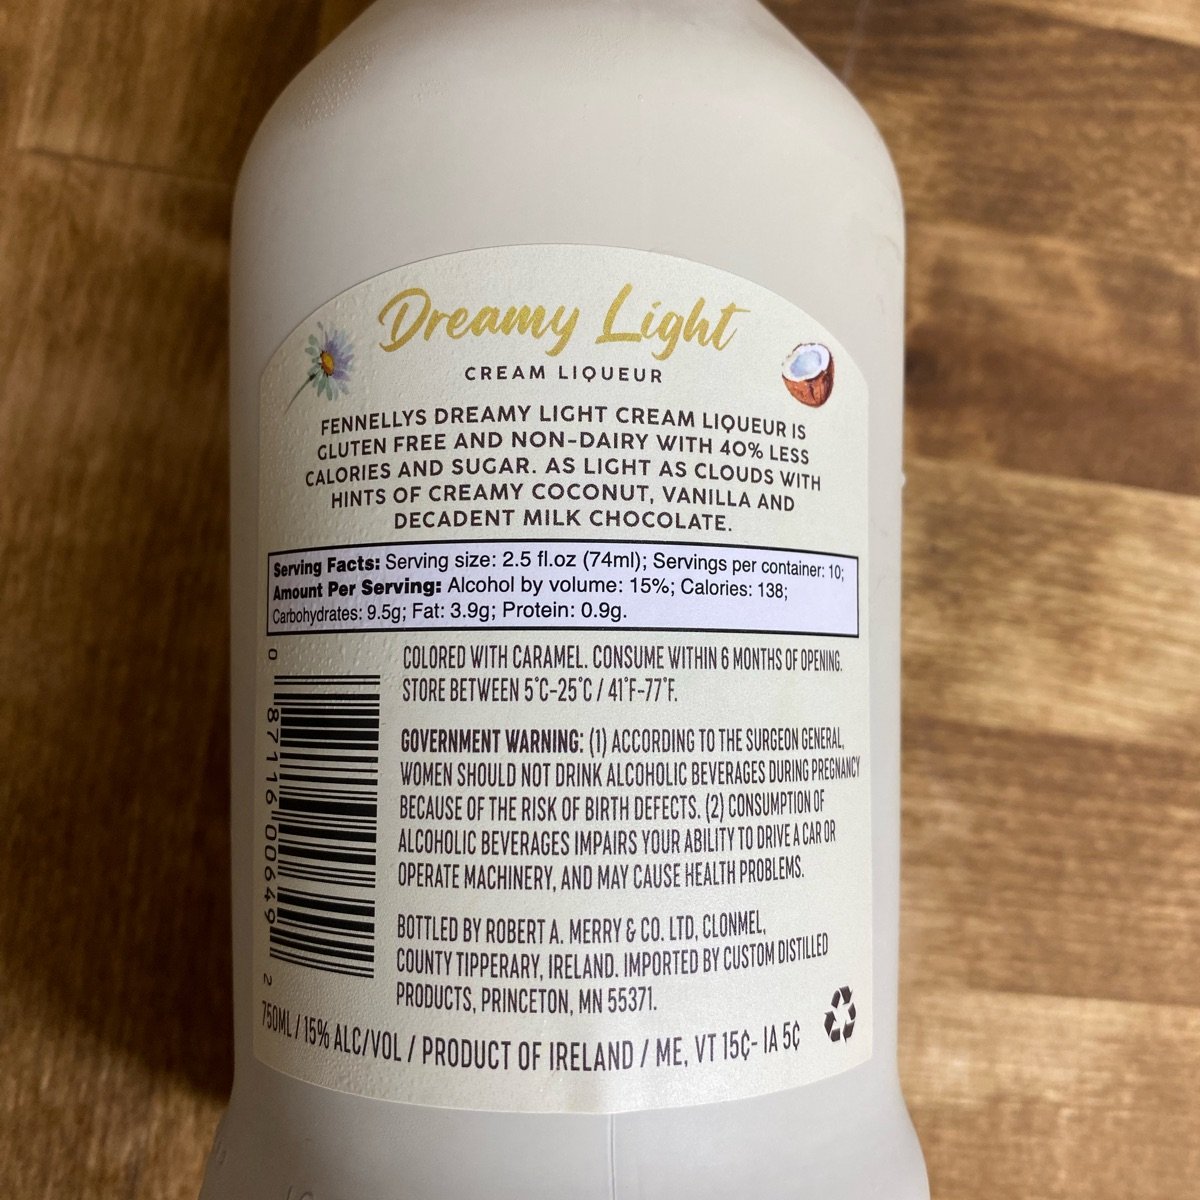 Dreamy Light
CREAM LIQUEUR
FENNELLYS DREAMY LIGHT CREAM LIQUEUR IS
GLUTEN FREE AND NON-DAIRY WITH 40% LESS
CALORIES AND SUGAR. AS LIGHT AS CLOUDS WITH
HINTS OF CREAMY COCONUT, VANILLA AND
DECADENT MILK CHOCOLATE.
Serving Facts: Serving size: 2.5 fl.oz (74ml); Servings per container: 10;
Amount Per Serving: Alcohol by volume: 15%; Calories: 138;
Carbohydrates: 9.5g; Fat: 3.9g; Protein: 0.9g.
COLORED WITH CARAMEL. CONSUME WITHIN 6 MONTHS OF OPENING.
STORE BETWEEN 5°C-25°C / 41°F-77°F.
GOVERNMENT WARNING: (1) ACCORDING TO THE SURGEON GENERAL,
WOMEN SHOULD NOT DRINK ALCOHOLIC BEVERAGES DURING PREGNANCY
BECAUSE OF THE RISK OF BIRTH DEFECTS. (2) CONSUMPTION OF
ALCOHOLIC BEVERAGES IMPAIRS YOUR ABILITY TO DRIVE A CAR OR
OPERATE MACHINERY, AND MAY CAUSE HEALTH PROBLEMS.
BOTTLED BY ROBERT A. MERRY & CO. LTD, CLONMEL,
COUNTY TIPPERARY, IRELAND. IMPORTED BY CUSTOM DISTILLED
PRODUCTS, PRINCETON, MN 55371.
0 87116 00649 2
750ML / 15% ALC/VOL / PRODUCT OF IRELAND / ME, VT 15¢- IA 5¢